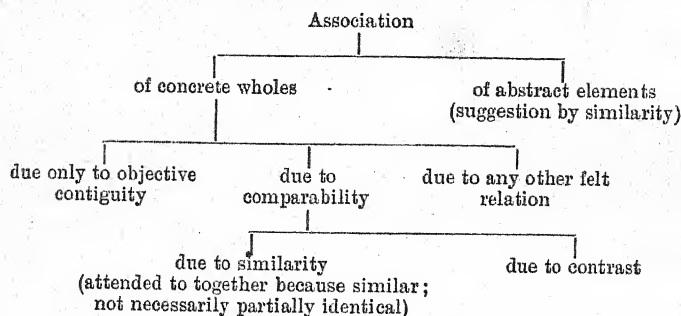 Association
of concrete wholes
of abstract elements
(suggestion by similarity)
due only to objective
contiguity
due to
comparability
due to any other felt
relation
due to similarity
(attended to together because similar;
not necessarily partially identical)
due to contrast